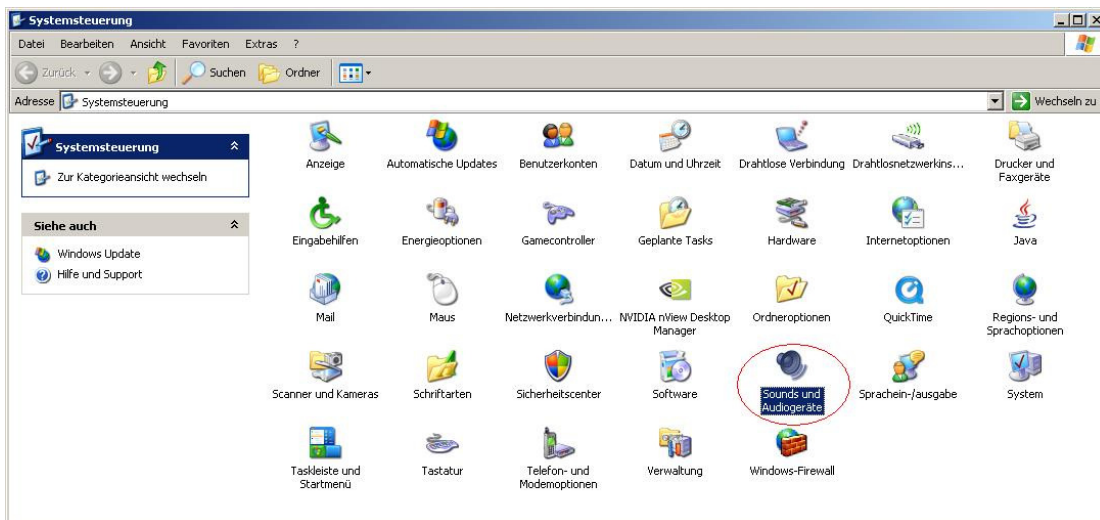 Systemsteuerung
Datei Bearbeiten Ansicht Favoriten Extras ?
Zurück Suchen Ordner
Adresse Systemsteuerung Wechseln zu
Systemsteuerung
Zur Kategorieansicht wechseln
Siehe auch
Windows Update
Hilfe und Support
Anzeige Automatische Updates Benutzerkonten Datum und Uhrzeit Drahtlose Verbindung Drahtlosnetzwerkins... Drucker und
Faxgeräte
Eingabehilfen Energieoptionen Gamecontroller Geplante Tasks Hardware Internetoptionen Java
Mail Maus Netzwerkverbindun... NVIDIA nView Desktop Ordneroptionen QuickTime Regions- und
Manager Sprachoptionen
Scanner und Kameras Schriftarten Sicherheitscenter Software Sounds und Sprachein-/ausgabe System
Audiogeräte
Taskleiste und Tastatur Telefon- und Verwaltung Windows-Firewall
Startmenü Modemoptionen